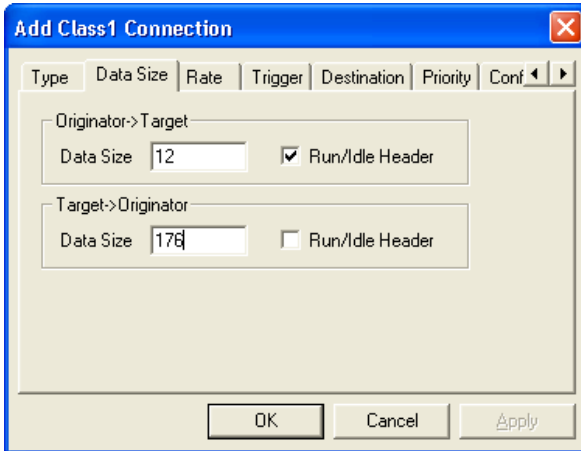 Add Class1 Connection
Type Data Size Rate Trigger Destination Priority Conf
Originator->Target
Data Size 12 Run/Idle Header
Target->Originator
Data Size 176 Run/Idle Header
OK Cancel Apply